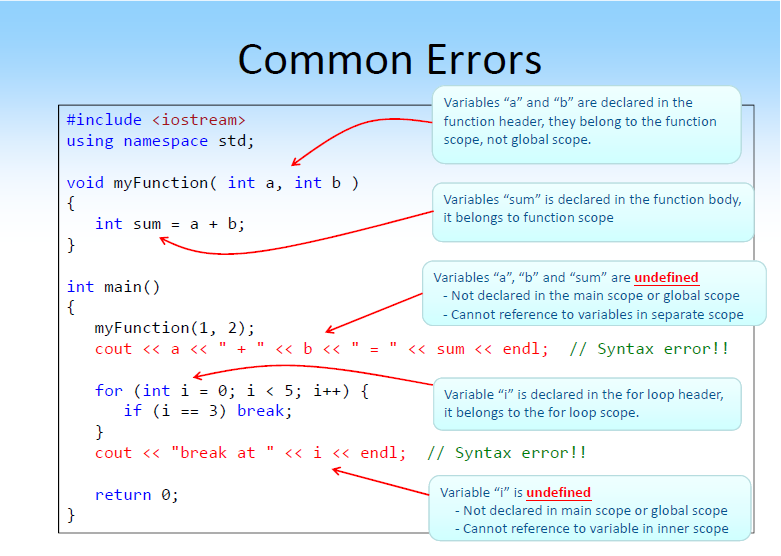 Common Errors
Variables “a” and “b” are declared in the
function header, they belong to the function
scope, not global scope.
#include <iostream>
using namespace std;
void myFunction( int a, int b )
{
Variables “sum” is declared in the function body,
it belongs to function scope
int sum = a + b;
}
Variables “a”, “b” and “sum” are undefined
- Not declared in the main scope or global scope
- Cannot reference to variables in separate scope
int main()
{
myFunction(1, 2);
cout << a << " + " << b << " = " << sum << endl;  // Syntax error!!
for (int i = 0; i < 5; i++) {
if (i == 3) break;
}
Variable “i” is declared in the for loop header,
it belongs to the for loop scope.
cout << "break at " << i << endl;  // Syntax error!!
Variable “i” is undefined
- Not declared in main scope or global scope
- Cannot reference to variable in inner scope
return 0;
}